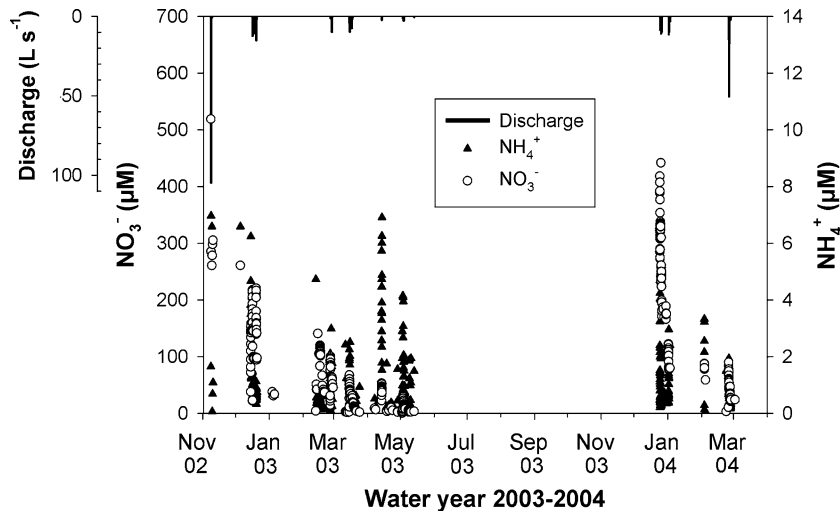 0
50
100
Discharge (L s⁻¹)
700
600
500
400
300
200
100
0
NO₃⁻ (µM)
14
12
10
8
6
4
2
0
NH₄⁺ (µM)
Discharge
NH₄⁺
NO₃⁻
Nov Jan Mar May Jul Sep Nov Jan Mar
02 03 03 03 03 03 03 04 04
Water year 2003-2004